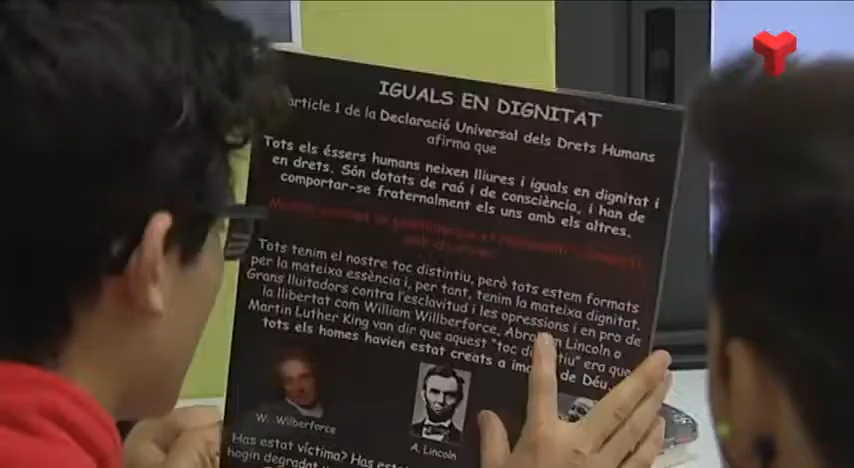 IGUALS EN DIGNITAT
article 1 de la Declaració Universal dels Drets Humans
afirma que
Tots els éssers humans neixen lliures i iguals en dignitat i
en drets. Són dotats de raó i de consciència, i han de
comportar-se fraternalment els uns amb els altres.
Tots tenim el nostre toc distintiu, però tots estem formats
per la mateixa essència i, per tant, tenim la mateixa dignitat.
Grans lluitadors contra l'esclavitud i les opressions i en pro de
la llibertat com William Willberforce, Abraham Lincoln o
Martin Luther King van dir que aquest "toc distintiu" era que
tots els homes havien estat creats a de Déu.
W. Wilberforce
A. Lincoln
Has estat víctima? Has estat
hogin degradat